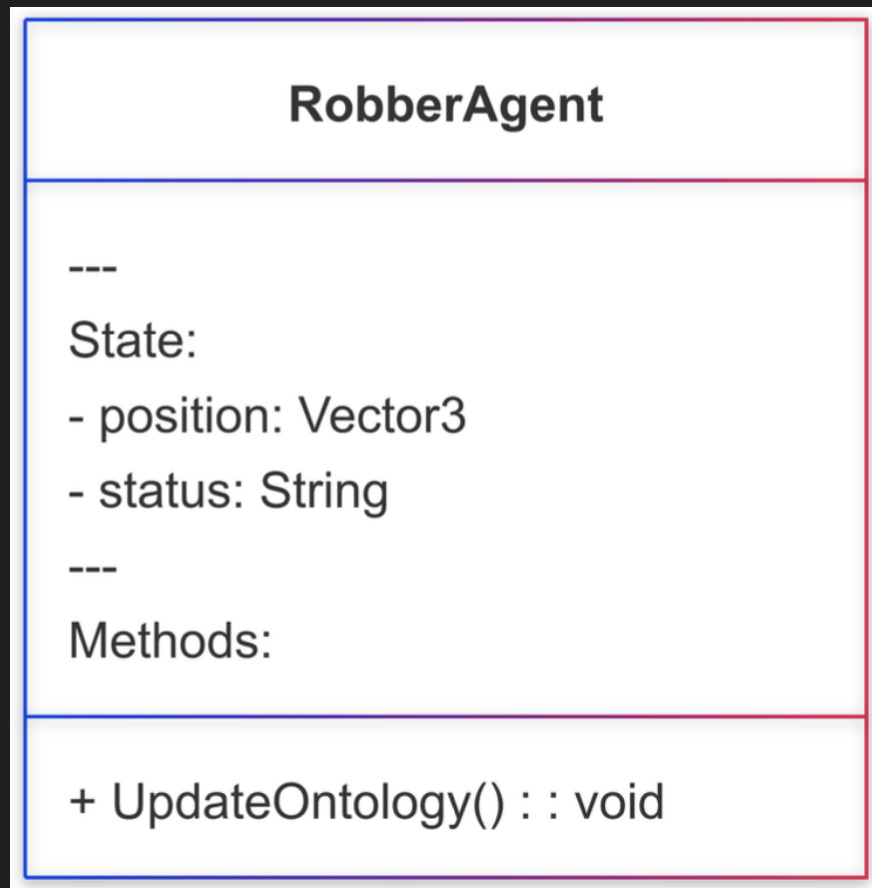 RobberAgent
---
State:
- position: Vector3
- status: String
---
Methods:
+ UpdateOntology() : : void